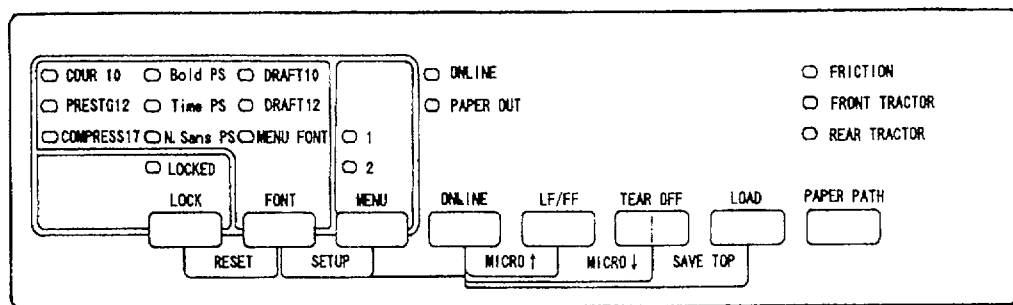 COUR 10 Bold PS DRAFT10 ONLINE FRICTION
PRESTG12 Time PS DRAFT12 PAPER OUT FRONT TRACTOR
COMPRESS17 N.Sans PS MENU FONT 1 REAR TRACTOR
LOCKED 2
LOCK FONT MENU ONLINE LF/FF TEAR OFF LOAD PAPER PATH
RESET SETUP MICRO↑ MICRO↓ SAVE TOP